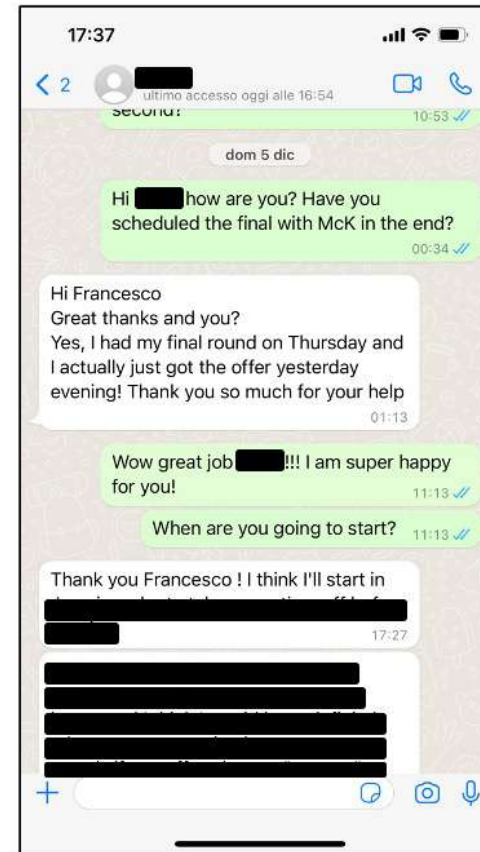 17:37
2
ultimo accesso oggi alle 16:54
second?
10:53
dom 5 dic
Hi how are you? Have you
scheduled the final with McK in the end?
00:34
Hi Francesco
Great thanks and you?
Yes, I had my final round on Thursday and
I actually just got the offer yesterday
evening! Thank you so much for your help
01:13
Wow great job !!! I am super happy
for you!
11:13
When are you going to start?
11:13
Thank you Francesco ! I think I'll start in
17:27